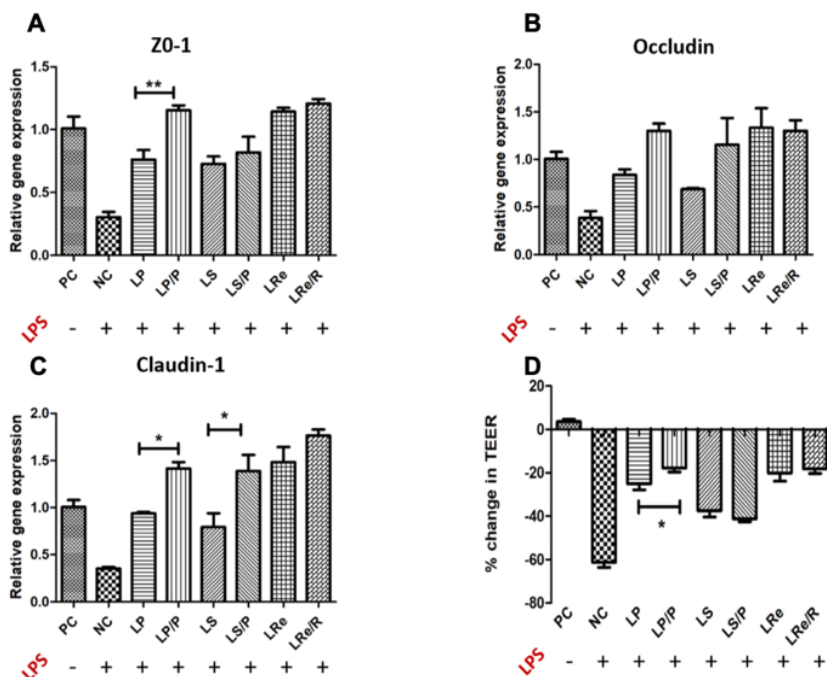 A
Z0-1
Relative gene expression
1.5
1.0
0.5
0.0
PC NC LP LP/P LS LS/P LRe LRe/R
**
LPS - + + + + + + +
B
Occludin
Relative gene expression
2.0
1.5
1.0
0.5
0.0
PC NC LP LP/P LS LS/P LRe LRe/R
LPS - + + + + + + +
C
Claudin-1
Relative gene expression
2.0
1.5
1.0
0.5
0.0
* *
PC NC LP LP/P LS LS/P LRe LRe/R
LPS - + + + + + + +
D
% change in TEER
20
0
-20
-40
-60
-80
*
PC NC LP LP/P LS LS/P LRe LRe/R
LPS - + + + + + + +